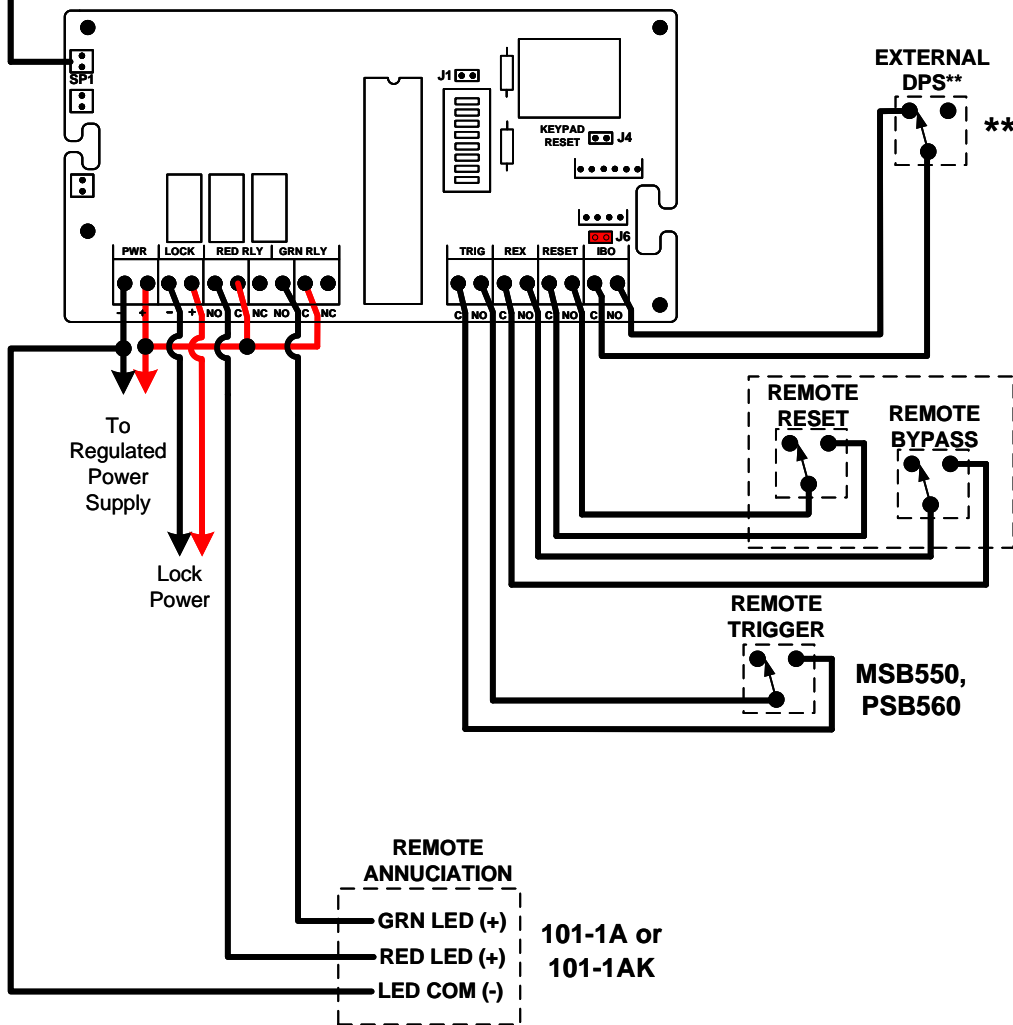 SP1
J1
KEYPAD
RESET
J4
J6
PWR LOCK RED RLY GRN RLY
TRIG REX RESET IBO
- + - + NO C NC NO C NC
C NO C NO C NO C NO
EXTERNAL
DPS**
**
To
Regulated
Power
Supply
Lock
Power
REMOTE
RESET
REMOTE
BYPASS
REMOTE
TRIGGER
MSB550,
PSB560
REMOTE
ANNUCIATION
GRN LED (+)
RED LED (+)
LED COM (-)
101-1A or
101-1AK